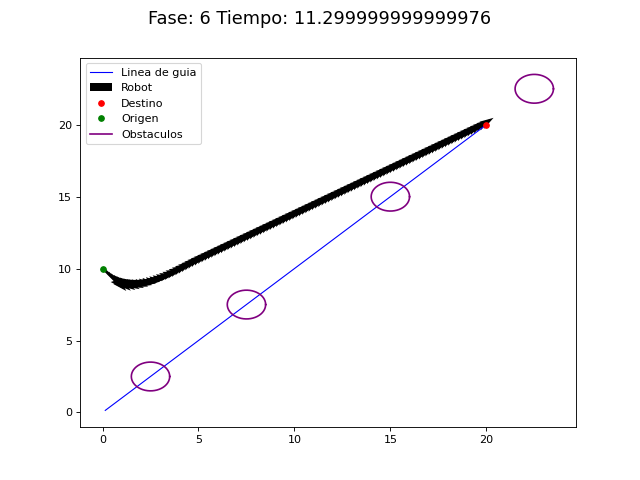 Fase: 6 Tiempo: 11.299999999999976
Linea de guia
Robot
Destino
Origen
Obstaculos
20
15
10
5
0
0 5 10 15 20